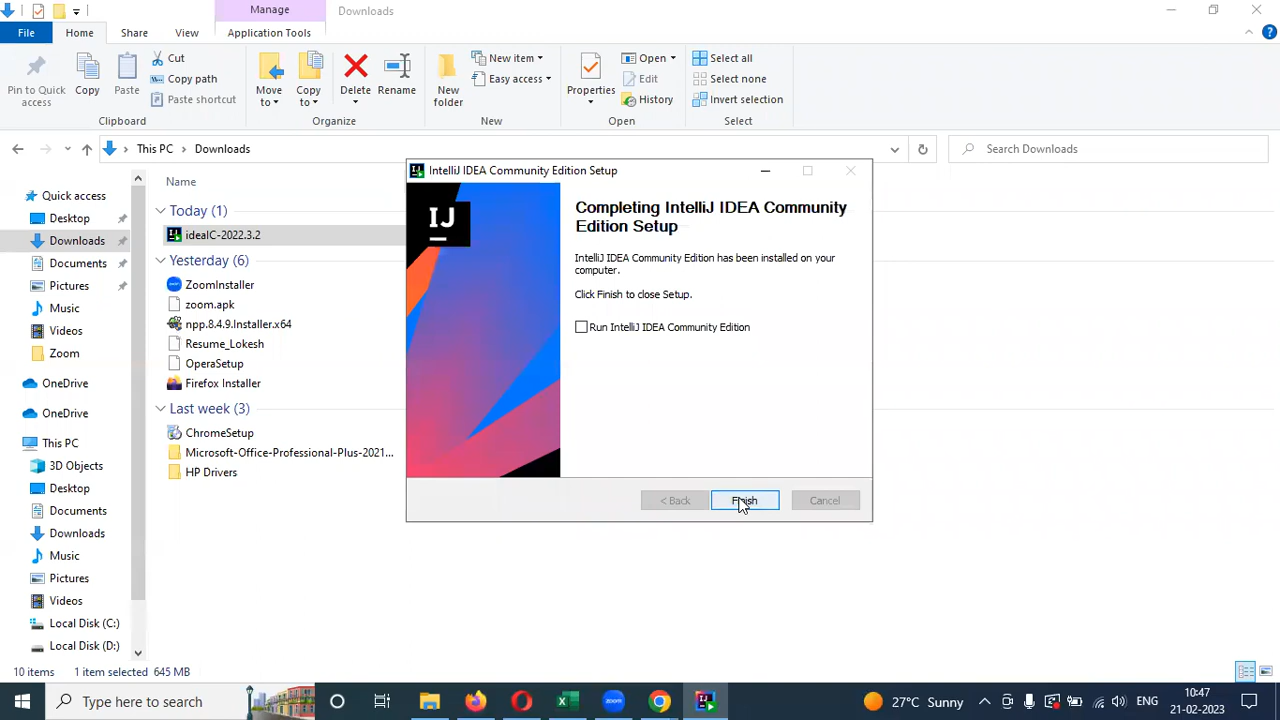 Manage
Downloads
File
Home
Share
View
Application Tools
Pin to Quick access
Copy
Paste
Cut
Copy path
Paste shortcut
Clipboard
Move to
Copy to
Delete
Rename
Organize
New folder
New item
Easy access
New
Properties
Open
Edit
History
Open
Select all
Select none
Invert selection
Select
This PC
Downloads
Search Downloads
Quick access
Desktop
Downloads
Documents
Pictures
Music
Videos
Zoom
OneDrive
OneDrive
This PC
3D Objects
Desktop
Documents
Downloads
Music
Pictures
Videos
Local Disk (C:)
Local Disk (D:)
Name
Today (1)
ideaIC-2022.3.2
Yesterday (6)
ZoomInstaller
zoom.apk
npp.8.4.9.Installer.x64
Resume_Lokesh
OperaSetup
Firefox Installer
Last week (3)
ChromeSetup
Microsoft-Office-Professional-Plus-2021...
HP Drivers
IntelliJ IDEA Community Edition Setup
IJ
Completing IntelliJ IDEA Community
Edition Setup
IntelliJ IDEA Community Edition has been installed on your
computer.
Click Finish to close Setup.
Run IntelliJ IDEA Community Edition
< Back
Finish
Cancel
10 items
1 item selected 645 MB
Type here to search
27°C Sunny
ENG
10:47
21-02-2023